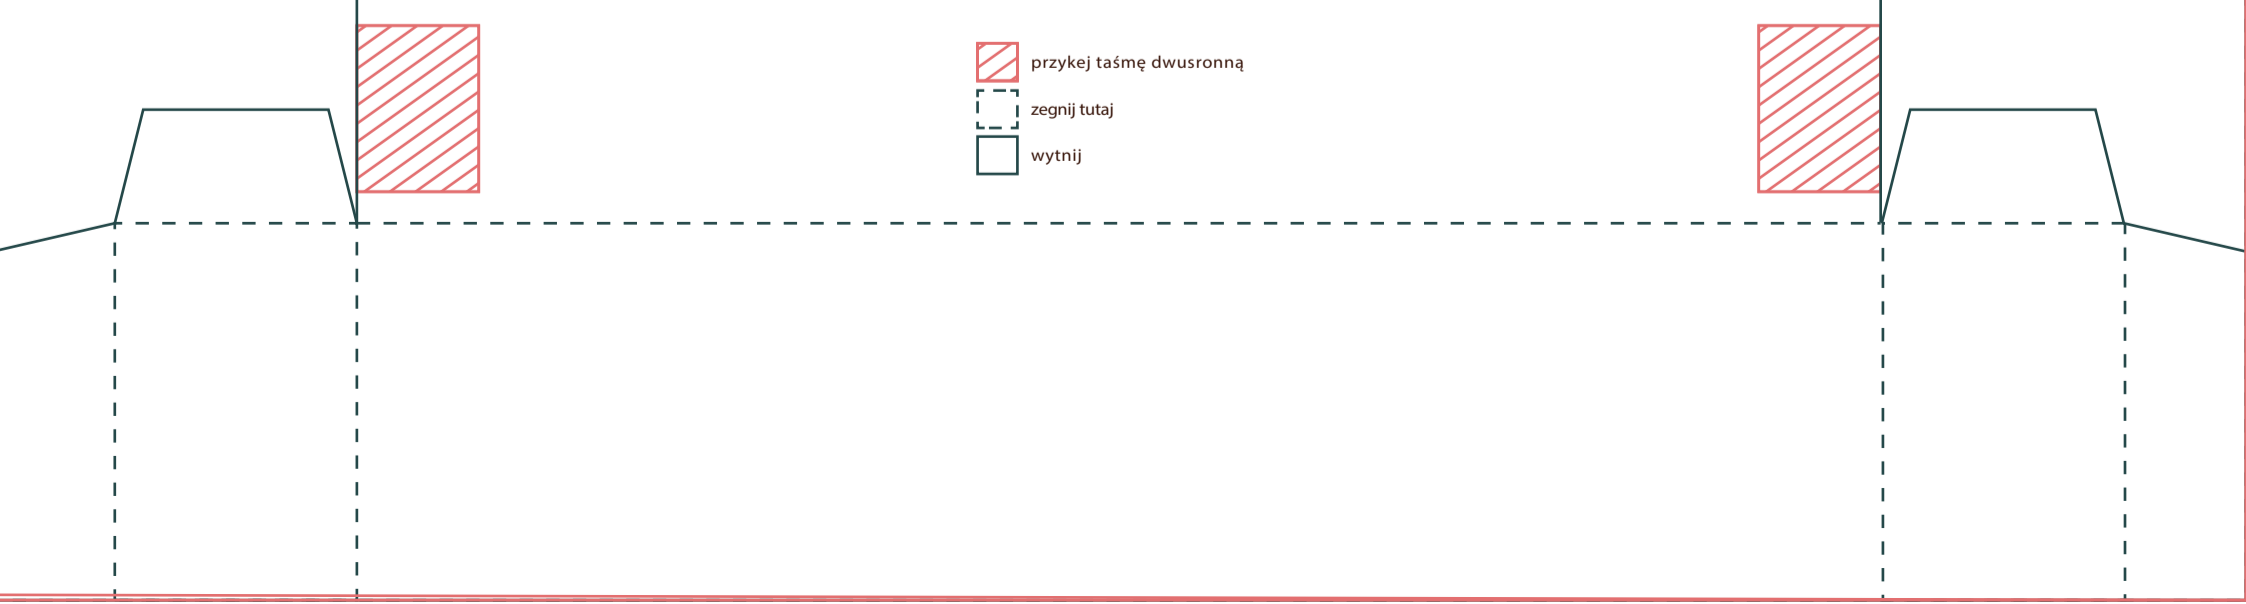 przykej taśmę dwusronną
zegnij tutaj
wytnij